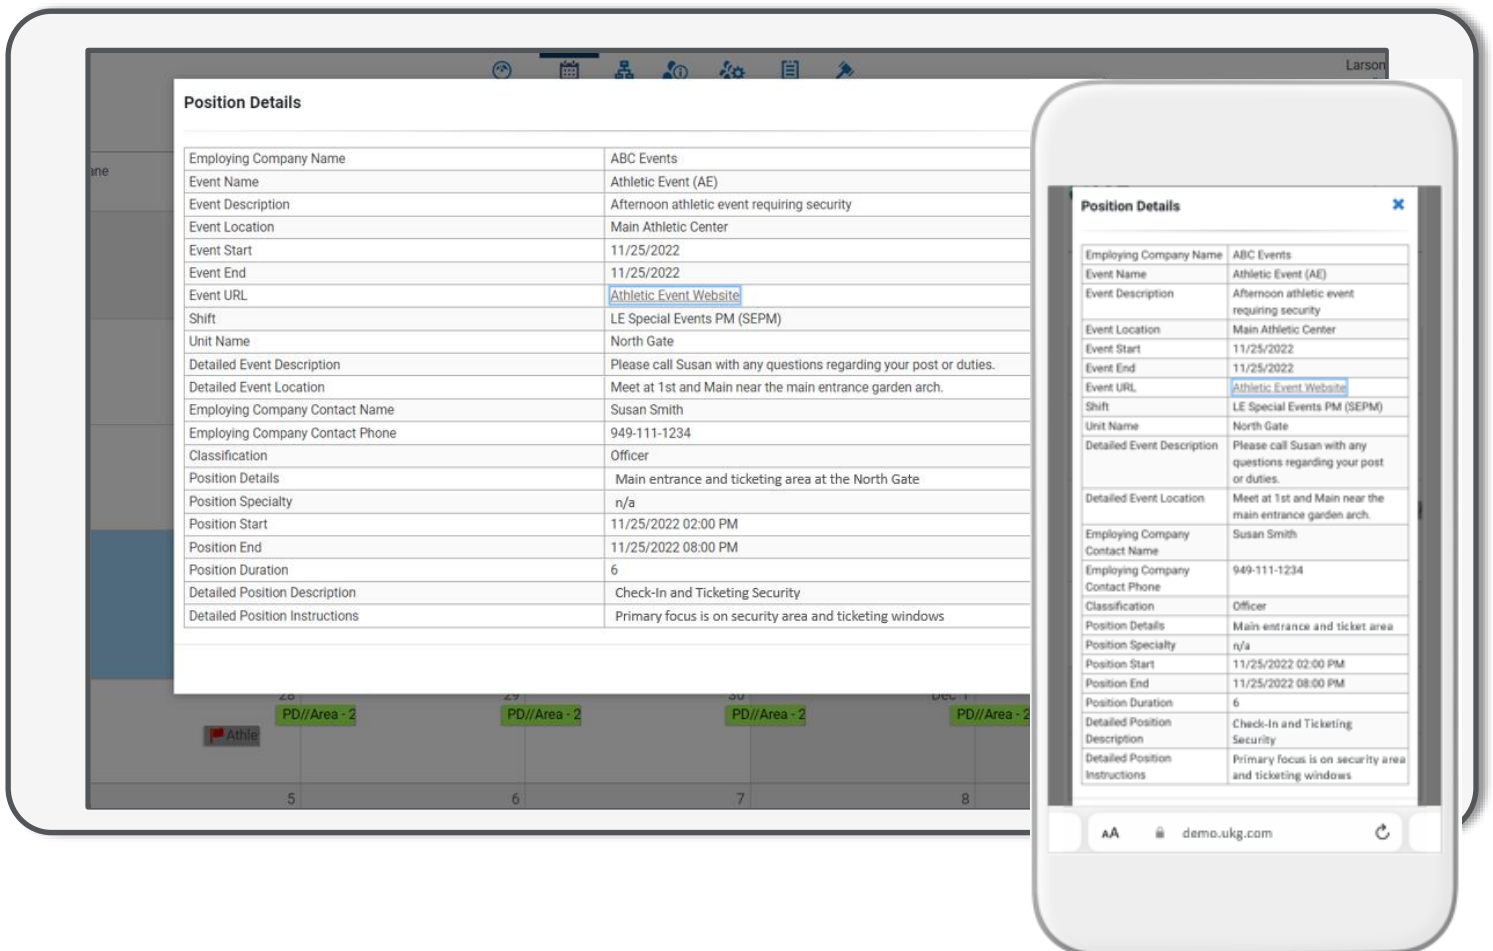 Larson
ane
Position Details
Employing Company Name ABC Events
Event Name Athletic Event (AE)
Event Description Afternoon athletic event requiring security
Event Location Main Athletic Center
Event Start 11/25/2022
Event End 11/25/2022
Event URL Athletic Event Website
Shift LE Special Events PM (SEPM)
Unit Name North Gate
Detailed Event Description Please call Susan with any questions regarding your post or duties.
Detailed Event Location Meet at 1st and Main near the main entrance garden arch.
Employing Company Contact Name Susan Smith
Employing Company Contact Phone 949-111-1234
Classification Officer
Position Details Main entrance and ticketing area at the North Gate
Position Specialty n/a
Position Start 11/25/2022 02:00 PM
Position End 11/25/2022 08:00 PM
Position Duration 6
Detailed Position Description Check-In and Ticketing Security
Detailed Position Instructions Primary focus is on security area and ticketing windows
28 29 30 Dec 1
PD//Area - 2 PD//Area - 2 PD//Area - 2 PD//Area - 2
Athle
5 6 7 8
Position Details
Employing Company Name ABC Events
Event Name Athletic Event (AE)
Event Description Afternoon athletic event
requiring security
Event Location Main Athletic Center
Event Start 11/25/2022
Event End 11/25/2022
Event URL Athletic Event Website
Shift LE Special Events PM (SEPM)
Unit Name North Gate
Detailed Event Description Please call Susan with any
questions regarding your post
or duties.
Detailed Event Location Meet at 1st and Main near the
main entrance garden arch.
Employing Company Susan Smith
Contact Name
Employing Company 949-111-1234
Contact Phone
Classification Officer
Position Details Main entrance and ticket area
Position Specialty n/a
Position Start 11/25/2022 02:00 PM
Position End 11/25/2022 08:00 PM
Position Duration 6
Detailed Position Check-In and Ticketing
Description Security
Detailed Position Primary focus is on security area
Instructions and ticketing windows
AA demo.ukg.com